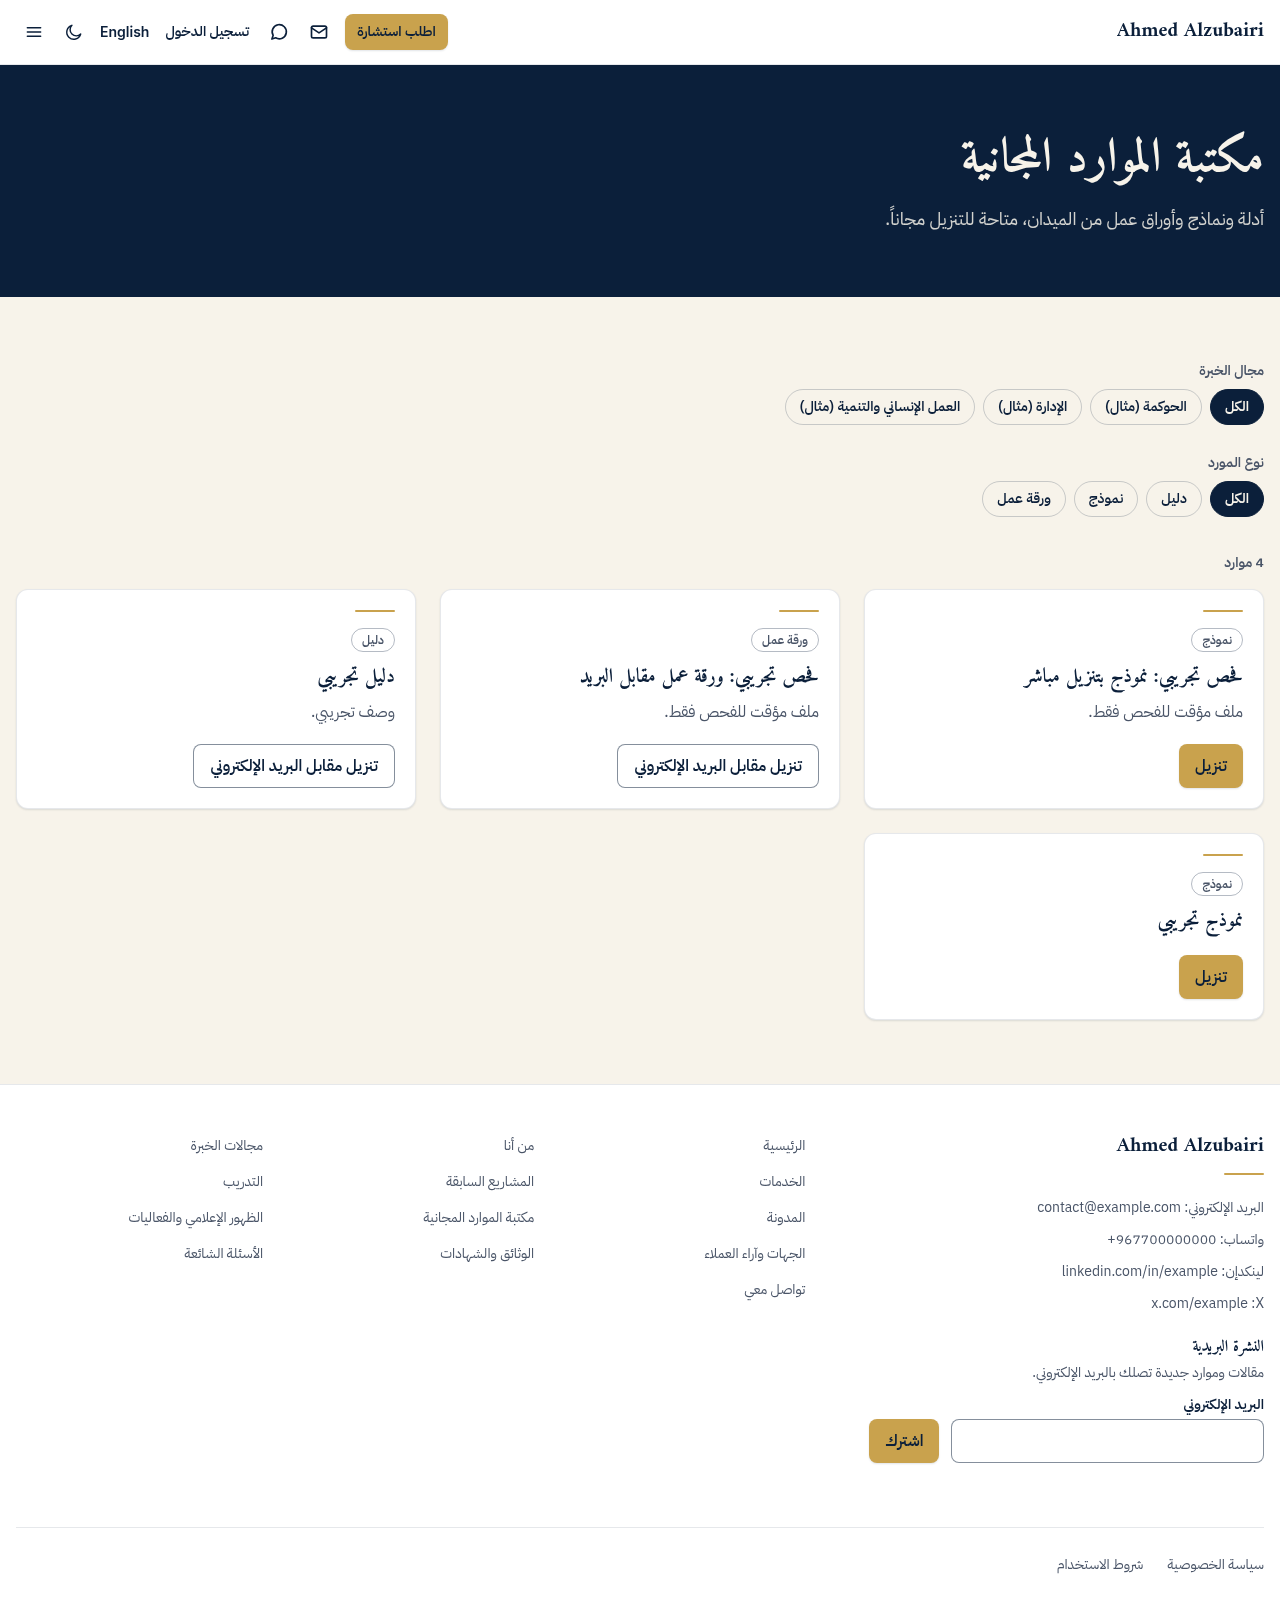 Ahmed Alzubairi
اطلب استشارة
تسجيل الدخول
English
مكتبة الموارد المجانية
أدلة ونماذج وأوراق عمل من الميدان، متاحة للتنزيل مجاناً.
مجال الخبرة
الكل
الحوكمة (مثال)
الإدارة (مثال)
العمل الإنساني والتنمية (مثال)
نوع المورد
الكل
دليل
نموذج
ورقة عمل
4 موارد
نموذج
فحص تجريبي: نموذج بتنزيل مباشر
ملف مؤقت للفحص فقط.
تنزيل
ورقة عمل
فحص تجريبي: ورقة عمل مقابل البريد
ملف مؤقت للفحص فقط.
تنزيل مقابل البريد الإلكتروني
دليل
دليل تجريبي
وصف تجريبي.
تنزيل مقابل البريد الإلكتروني
نموذج
نموذج تجريبي
تنزيل
Ahmed Alzubairi
البريد الإلكتروني: contact@example.com
واتساب: 967700000000+
لينكدإن: linkedin.com/in/example
X: x.com/example
النشرة البريدية
مقالات وموارد جديدة تصلك بالبريد الإلكتروني.
البريد الإلكتروني
اشترك
الرئيسية
الخدمات
المدونة
الجهات وآراء العملاء
تواصل معي
من أنا
المشاريع السابقة
مكتبة الموارد المجانية
الوثائق والشهادات
مجالات الخبرة
التدريب
الظهور الإعلامي والفعاليات
الأسئلة الشائعة
سياسة الخصوصية
شروط الاستخدام